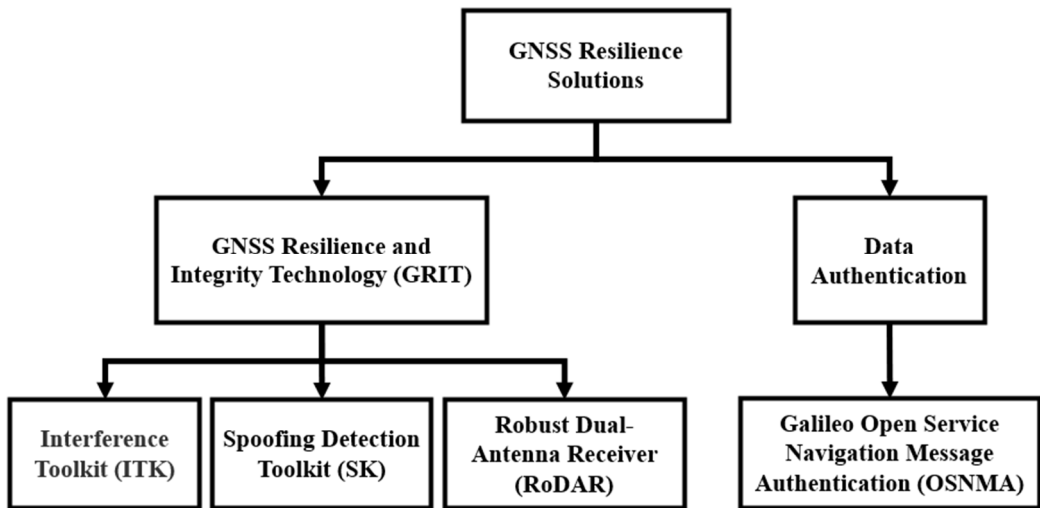 GNSS Resilience
Solutions
GNSS Resilience and
Integrity Technology (GRIT)
Data
Authentication
Interference
Toolkit (ITK)
Spoofing Detection
Toolkit (SK)
Robust Dual-
Antenna Receiver
(RoDAR)
Galileo Open Service
Navigation Message
Authentication (OSNMA)